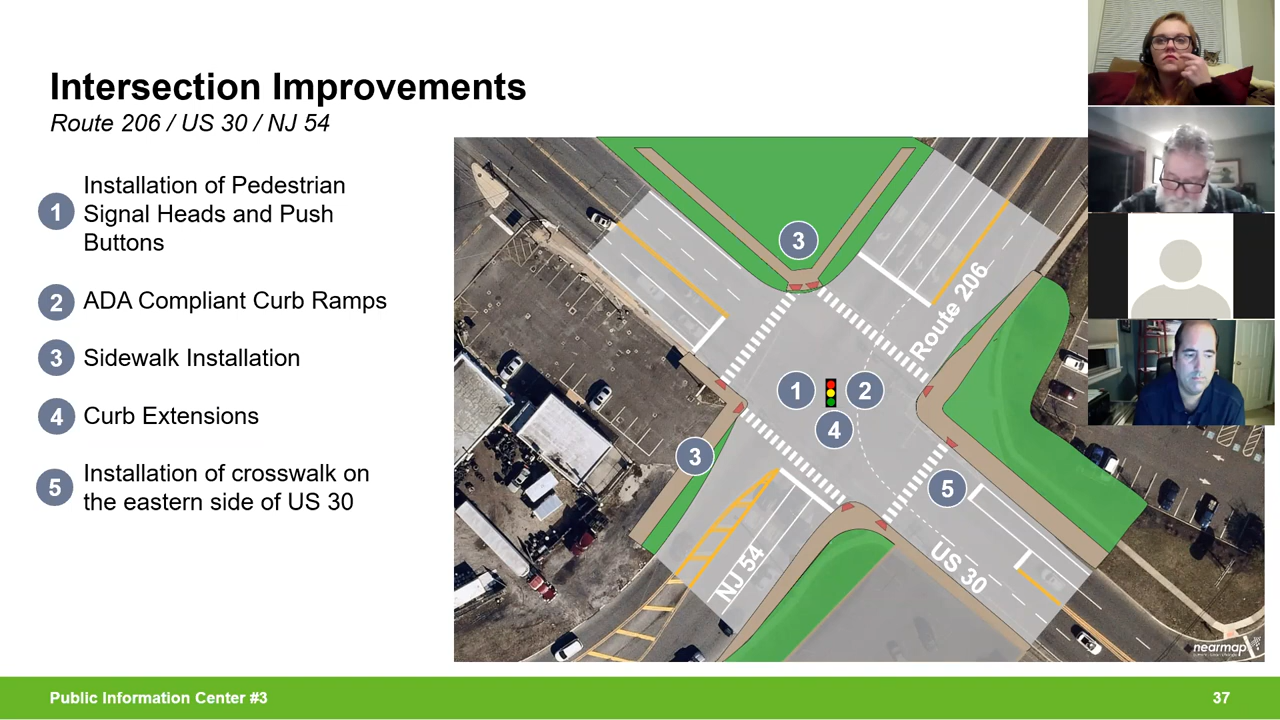 Intersection Improvements
Route 206 / US 30 / NJ 54
1
Installation of Pedestrian
Signal Heads and Push
Buttons
2
ADA Compliant Curb Ramps
3
Sidewalk Installation
4
Curb Extensions
5
Installation of crosswalk on
the eastern side of US 30
3
Route 206
1
2
4
3
5
NJ 54
US 30
nearmap
Public Information Center #3
37